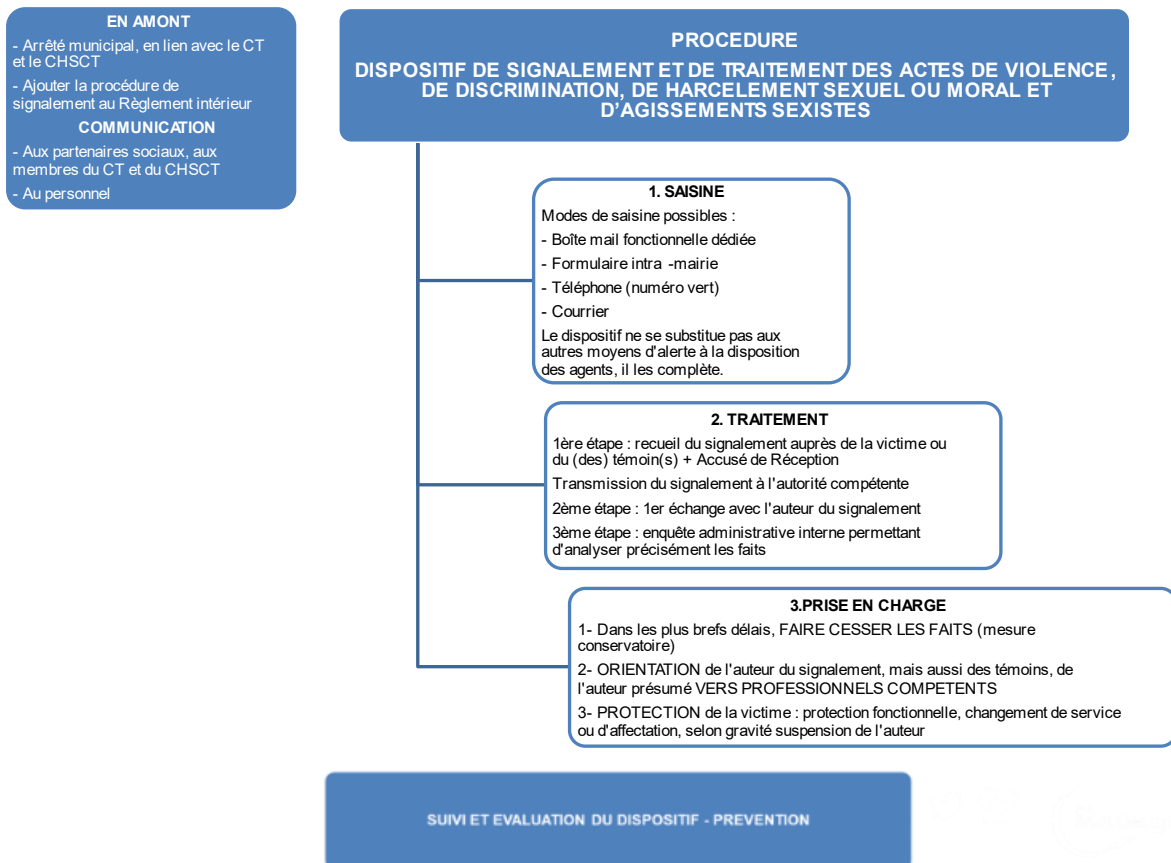 EN AMONT
- Arrêté municipal, en lien avec le CT
et le CHSCT
- Ajouter la procédure de
signalement au Règlement intérieur
COMMUNICATION
- Aux partenaires sociaux, aux
membres du CT et du CHSCT
- Au personnel
PROCEDURE
DISPOSITIF DE SIGNALEMENT ET DE TRAITEMENT DES ACTES DE VIOLENCE,
DE DISCRIMINATION, DE HARCELEMENT SEXUEL OU MORAL ET
D'AGISSEMENTS SEXISTES
1. SAISINE
Modes de saisine possibles :
- Boîte mail fonctionnelle dédiée
- Formulaire intra -mairie
- Téléphone (numéro vert)
- Courrier
Le dispositif ne se substitue pas aux
autres moyens d'alerte à la disposition
des agents, il les complète.
2. TRAITEMENT
1ère étape : recueil du signalement auprès de la victime ou
du (des) témoin(s) + Accusé de Réception
Transmission du signalement à l'autorité compétente
2ème étape : 1er échange avec l'auteur du signalement
3ème étape : enquête administrative interne permettant
d'analyser précisément les faits
3.PRISE EN CHARGE
1- Dans les plus brefs délais, FAIRE CESSER LES FAITS (mesure
conservatoire)
2- ORIENTATION de l'auteur du signalement, mais aussi des témoins, de
l'auteur présumé VERS PROFESSIONNELS COMPETENTS
3- PROTECTION de la victime : protection fonctionnelle, changement de service
ou d'affectation, selon gravité suspension de l'auteur
SUIVI ET EVALUATION DU DISPOSITIF - PREVENTION